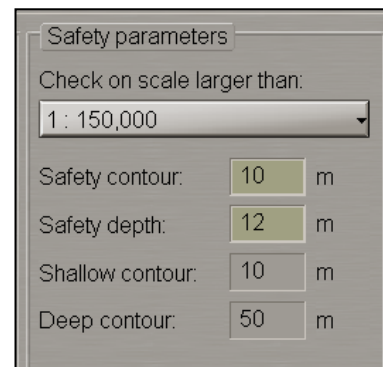 Safety parameters
Check on scale larger than:
1 : 150,000
Safety contour: 10 m
Safety depth: 12 m
Shallow contour: 10 m
Deep contour: 50 m